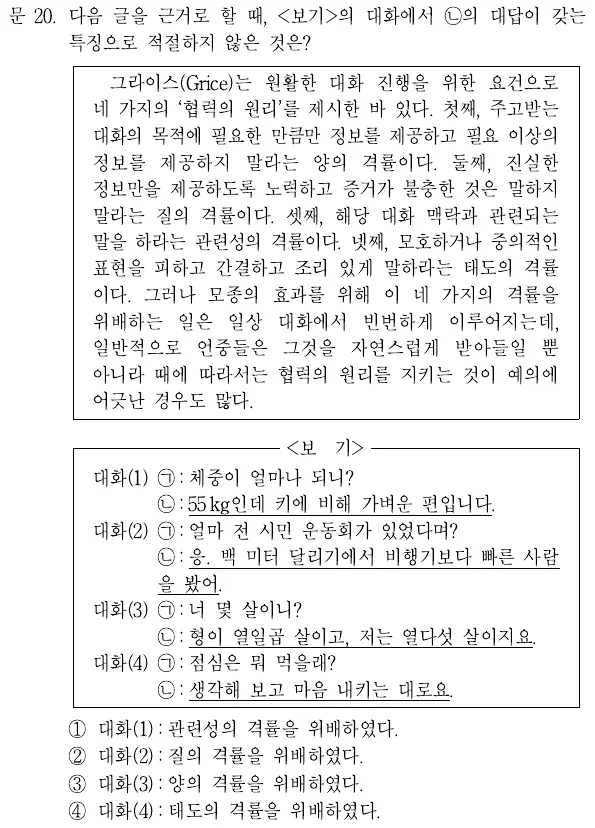 문 20. 다음 글을 근거로 할 때, <보기>의 대화에서 ㉡의 대답이 갖는
특징으로 적절하지 않은 것은?
그라이스(Grice)는 원활한 대화 진행을 위한 요건으로
네 가지의 ‘협력의 원리’를 제시한 바 있다. 첫째, 주고받는
대화의 목적에 필요한 만큼만 정보를 제공하고 필요 이상의
정보를 제공하지 말라는 양의 격률이다. 둘째, 진실한
정보만을 제공하도록 노력하고 증거가 불충한 것은 말하지
말라는 질의 격률이다. 셋째, 해당 대화 맥락과 관련되는
말을 하라는 관련성의 격률이다. 넷째, 모호하거나 중의적인
표현을 피하고 간결하고 조리 있게 말하라는 태도의 격률
이다. 그러나 모종의 효과를 위해 이 네 가지의 격률을
위배하는 일은 일상 대화에서 빈번하게 이루어지는데,
일반적으로 언중들은 그것을 자연스럽게 받아들일 뿐
아니라 때에 따라서는 협력의 원리를 지키는 것이 예의에
어긋난 경우도 많다.
<보 기>
대화(1) ㉠: 체중이 얼마나 되니?
㉡: 55kg인데 키에 비해 가벼운 편입니다.
대화(2) ㉠: 얼마 전 시민 운동회가 있었다며?
㉡: 응. 백 미터 달리기에서 비행기보다 빠른 사람
을 봤어.
대화(3) ㉠: 너 몇 살이니?
㉡: 형이 열일곱 살이고, 저는 열다섯 살이지요.
대화(4) ㉠: 점심은 뭐 먹을래?
㉡: 생각해 보고 마음 내키는 대로요.
① 대화(1): 관련성의 격률을 위배하였다.
② 대화(2): 질의 격률을 위배하였다.
③ 대화(3): 양의 격률을 위배하였다.
④ 대화(4): 태도의 격률을 위배하였다.